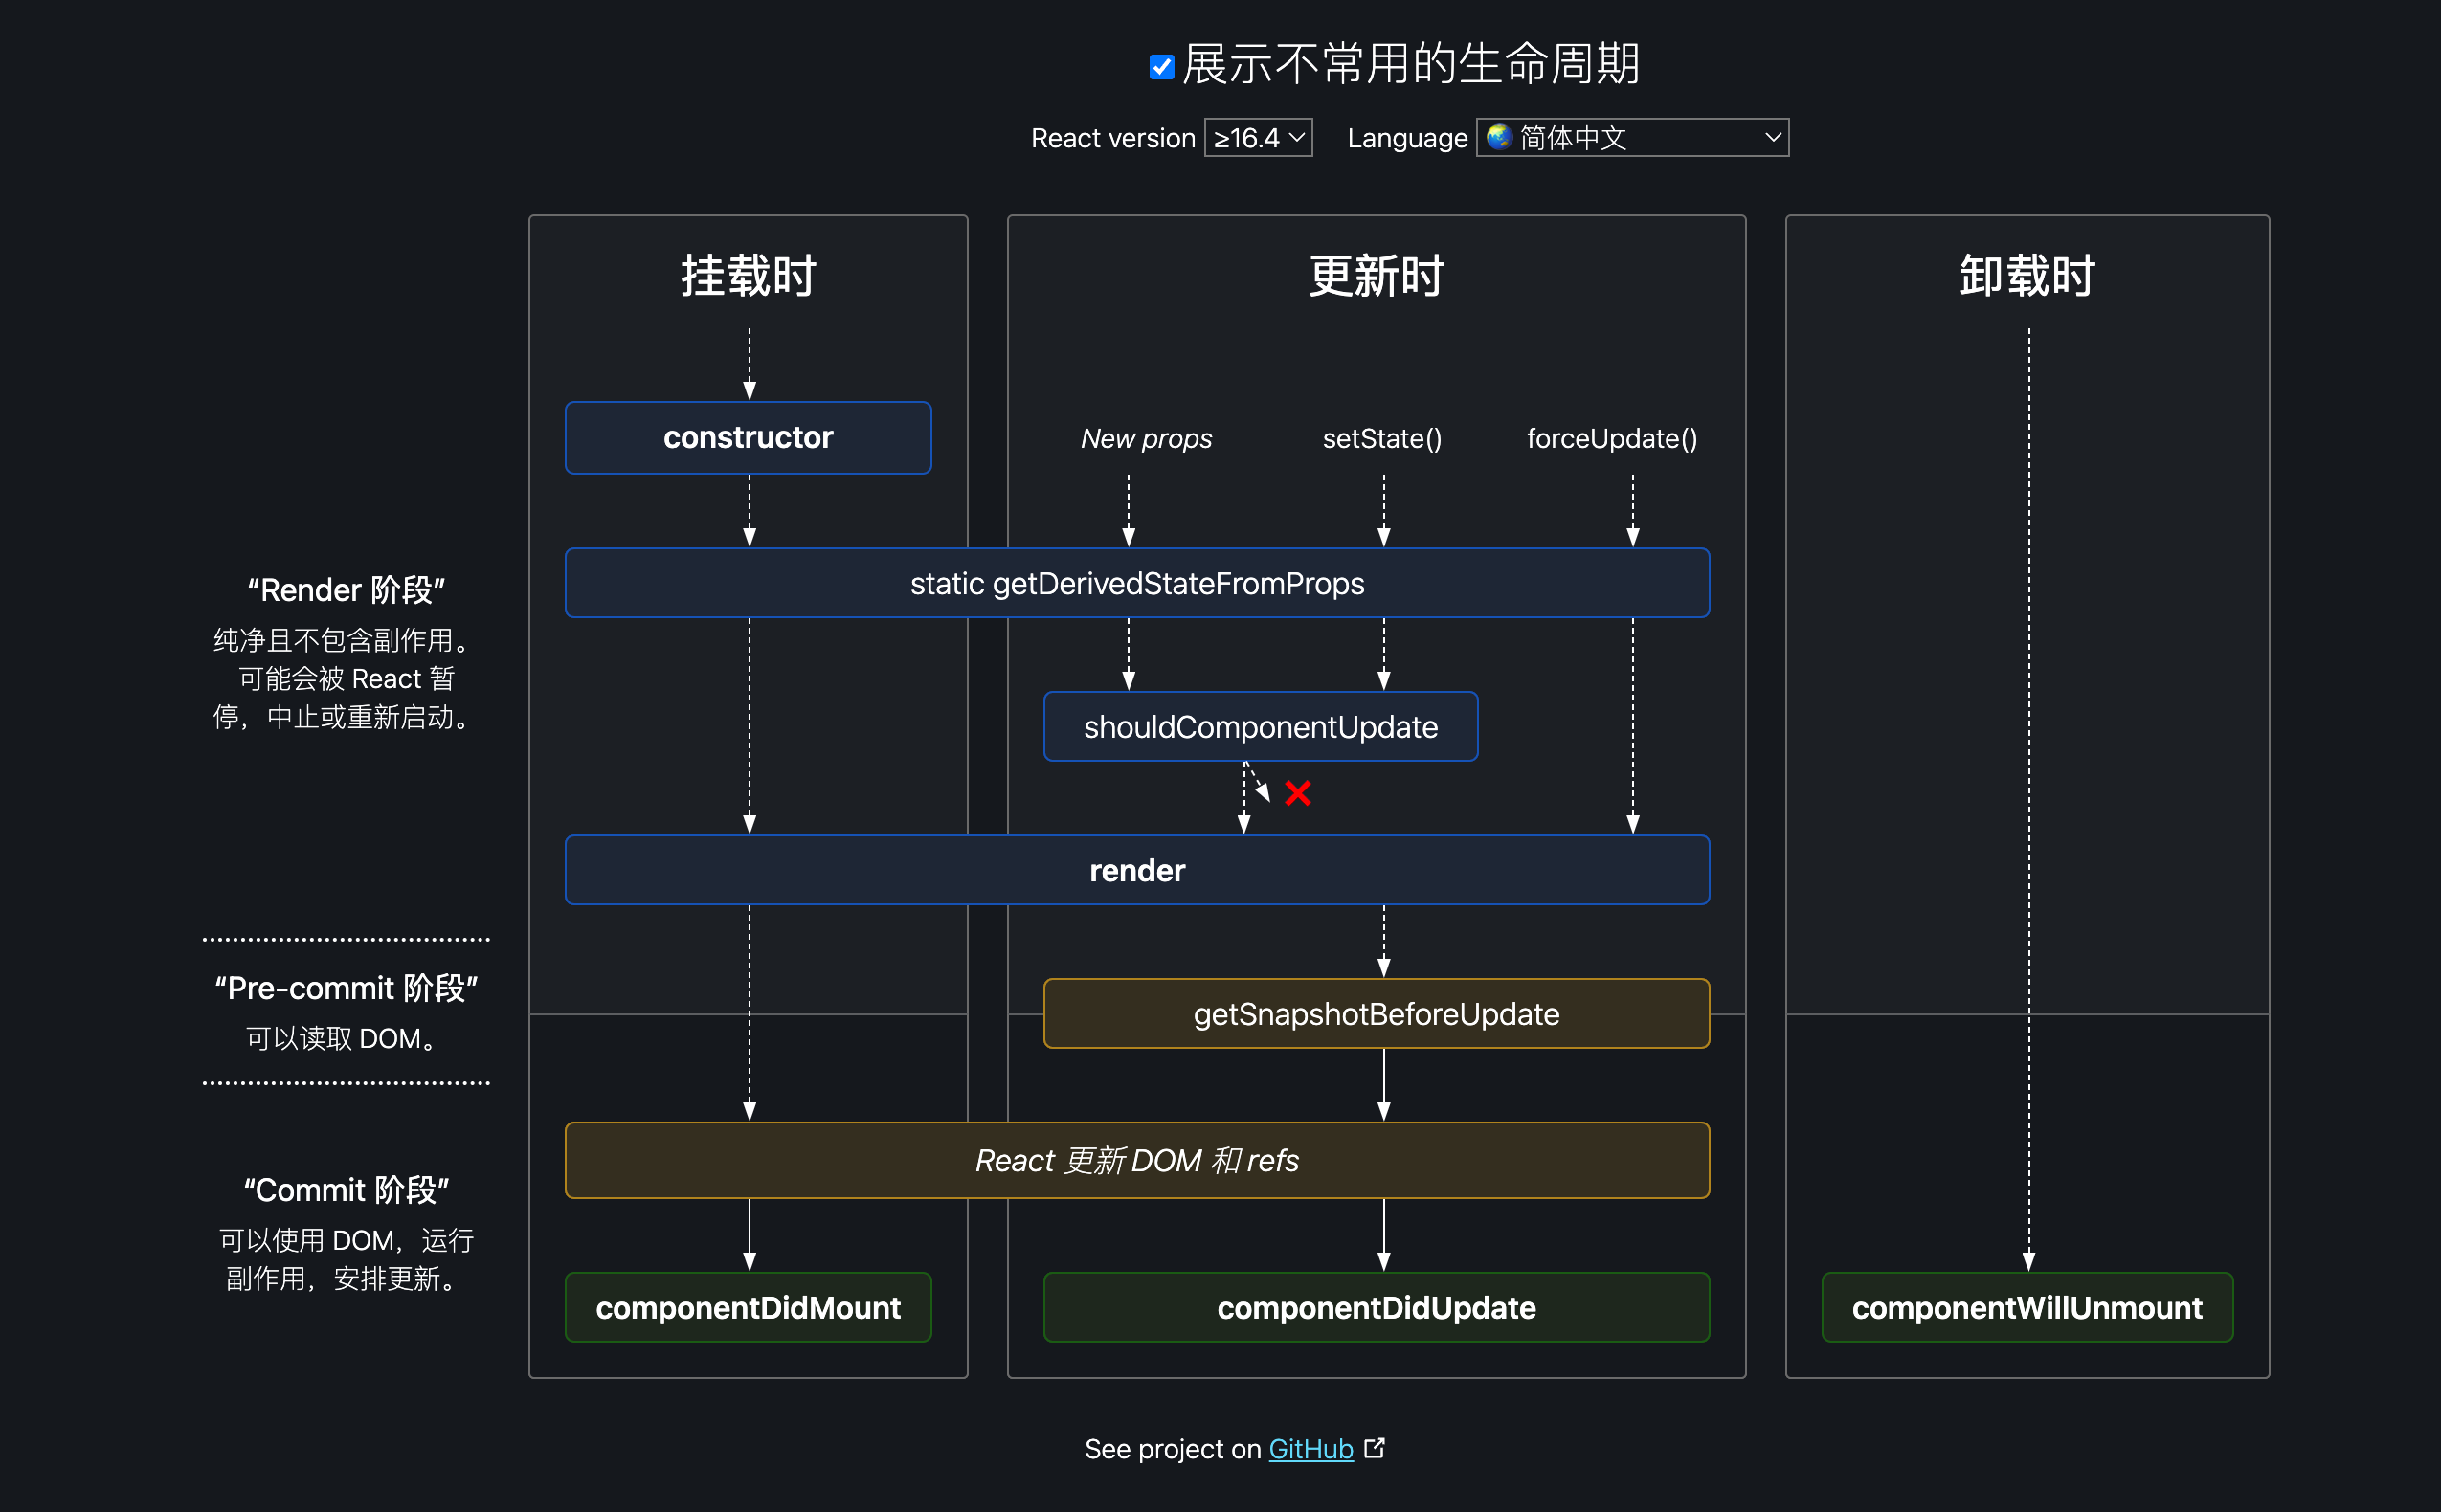 展示不常用的生命周期
React version ≥16.4 Language 简体中文
挂载时
更新时
卸载时
constructor
New props
setState()
forceUpdate()
static getDerivedStateFromProps
“Render 阶段”
纯净且不包含副作用。
可能会被 React 暂
停，中止或重新启动。
shouldComponentUpdate
render
“Pre-commit 阶段”
可以读取 DOM。
getSnapshotBeforeUpdate
React 更新 DOM 和 refs
“Commit 阶段”
可以使用 DOM，运行
副作用，安排更新。
componentDidMount
componentDidUpdate
componentWillUnmount
See project on GitHub